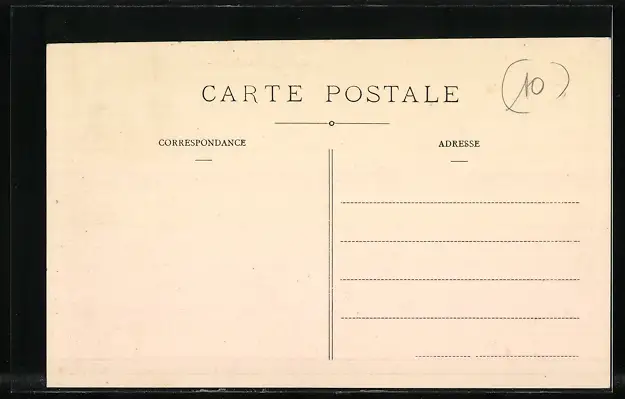 (10)
CARTE POSTALE
CORRESPONDANCE
ADRESSE